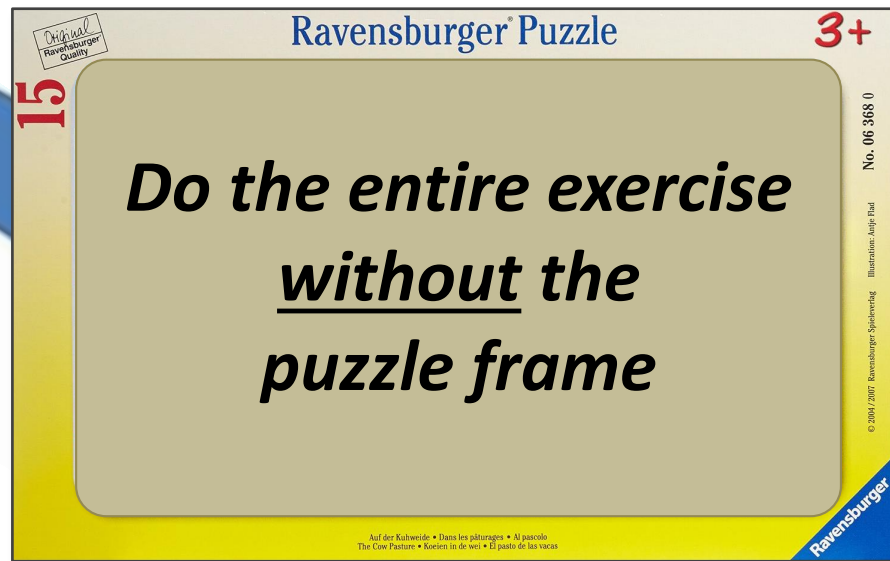 Original
Ravensburger
Quality
Ravensburger® Puzzle
3+
15
Do the entire exercise
without the
puzzle frame
No. 06 368 0
Illustration: Antje Flad
© 2004 / 2007 Ravensburger Spieleverlag
Auf der Kuhweide • Dans les pâturages • Al pascolo
The Cow Pasture • Koeien in de wei • El pasto de las vacas
Ravensburger